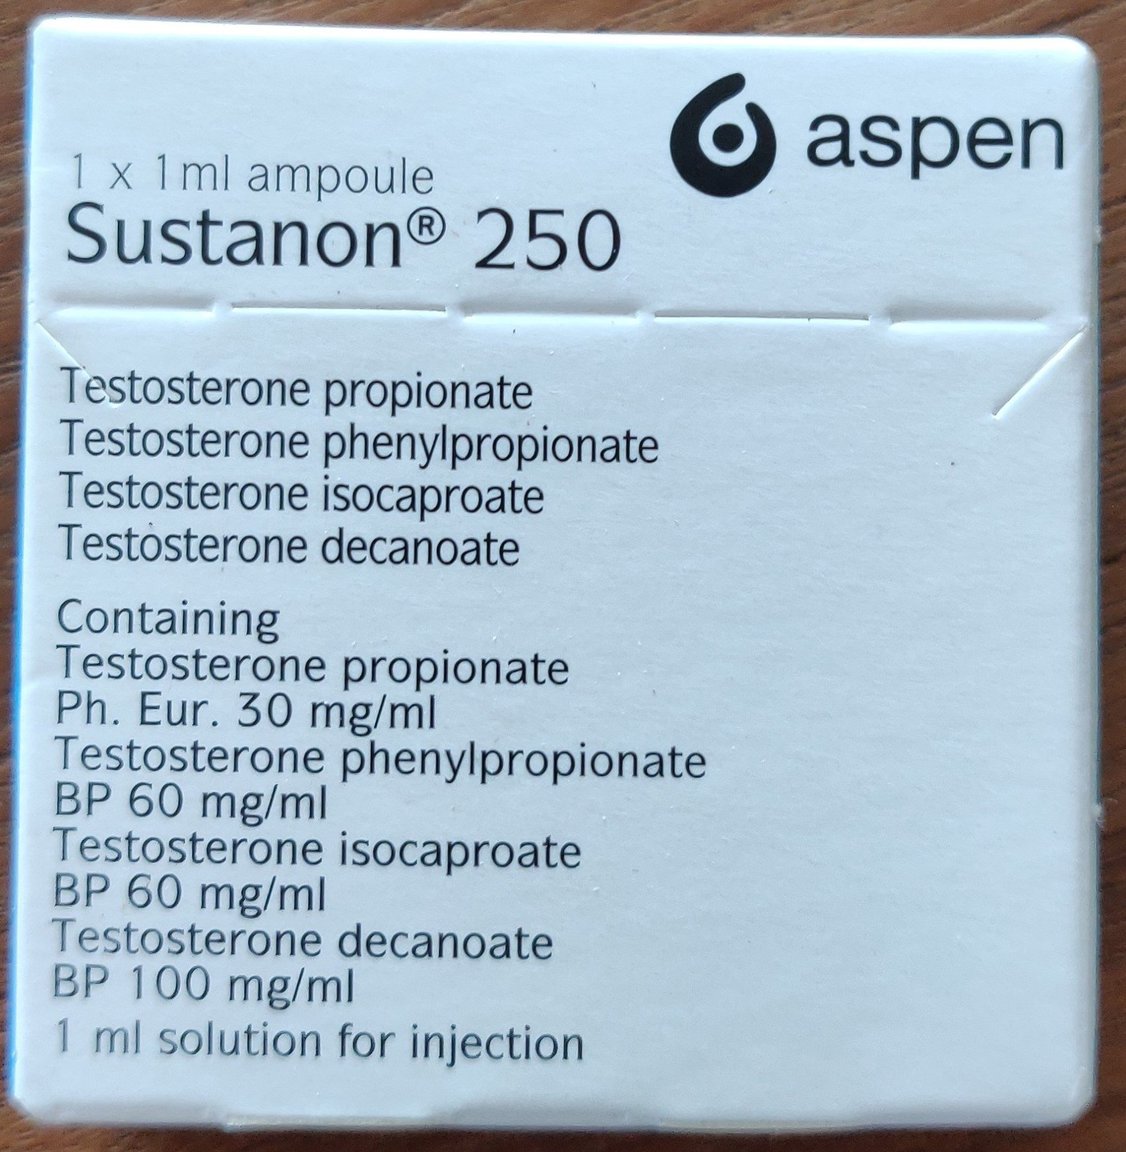 aspen
1 x 1ml ampoule
Sustanon® 250
Testosterone propionate
Testosterone phenylpropionate
Testosterone isocaproate
Testosterone decanoate
Containing
Testosterone propionate
Ph. Eur. 30 mg/ml
Testosterone phenylpropionate
BP 60 mg/ml
Testosterone isocaproate
BP 60 mg/ml
Testosterone decanoate
BP 100 mg/ml
1 ml solution for injection